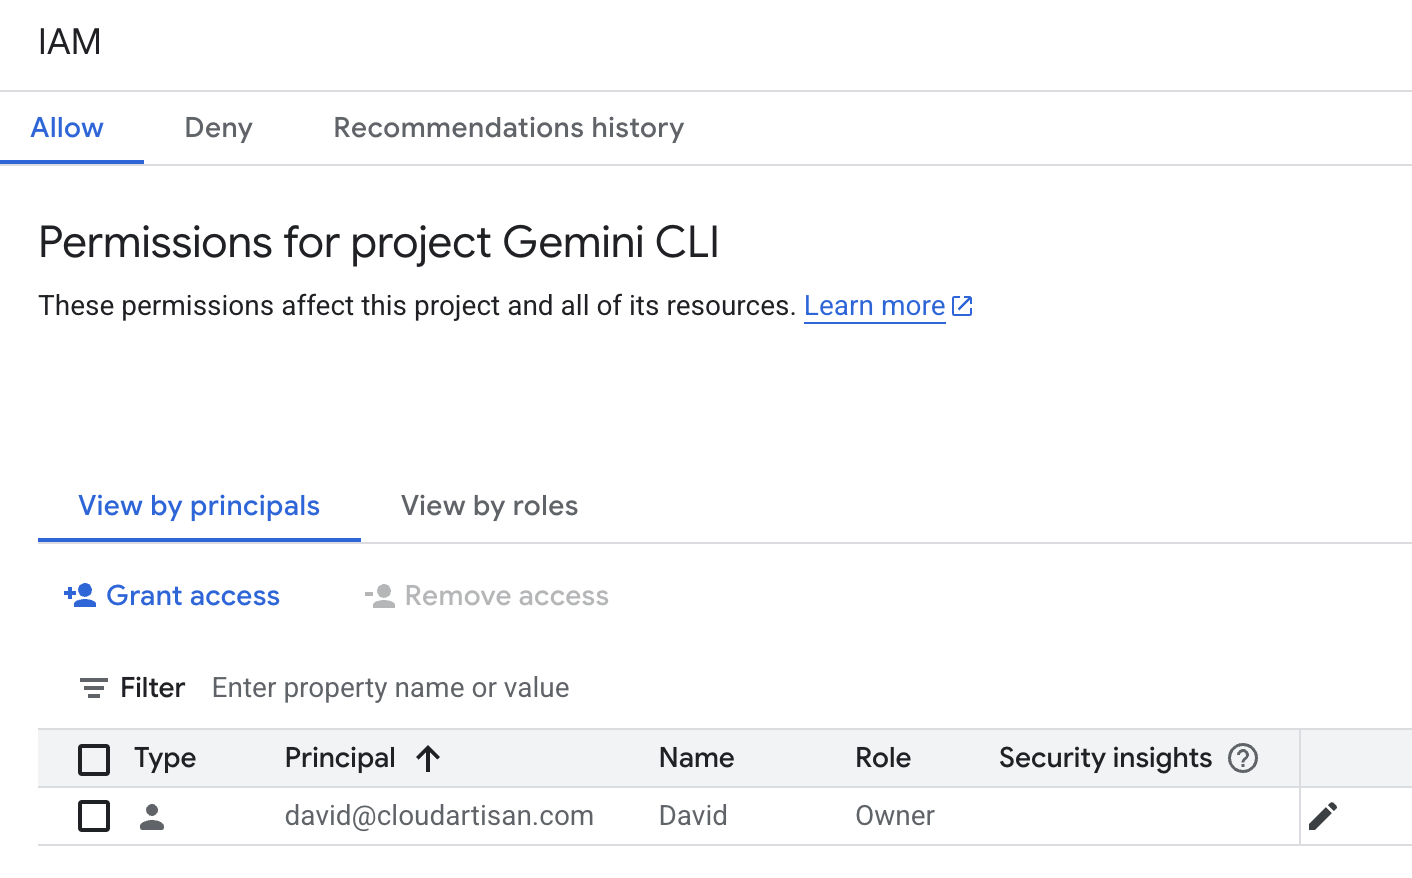 IAM
Allow Deny Recommendations history
Permissions for project Gemini CLI
These permissions affect this project and all of its resources. Learn more
View by principals View by roles
Grant access Remove access
Filter Enter property name or value
Type Principal Name Role Security insights
david@cloudartisan.com David Owner